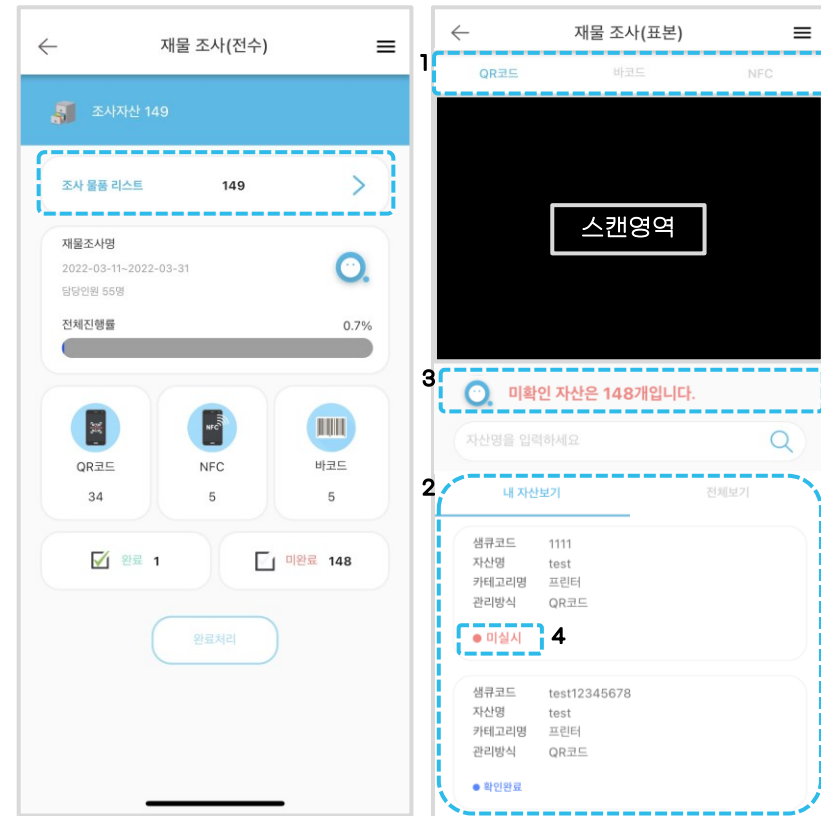 재물 조사(전수)
조사자산 149
조사 물품 리스트 149
재물조사명
2022-03-11~2022-03-31
담당인원 55명
전체진행률 0.7%
NFC
QR코드 NFC 바코드
34 5 5
완료 1 미완료 148
완료처리
재물 조사(표본)
1
QR코드 바코드 NFC
스캔영역
3
미확인 자산은 148개입니다.
자산명을 입력하세요
2
내 자산보기 전체보기
샘큐코드 1111
자산명 test
카테고리명 프린터
관리방식 QR코드
미실시 4
샘큐코드 test12345678
자산명 test
카테고리명 프린터
관리방식 QR코드
확인완료